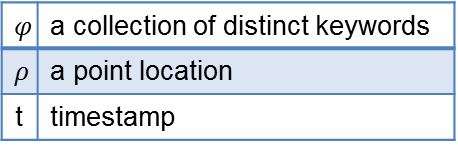 φ a collection of distinct keywords
ρ a point location
t timestamp